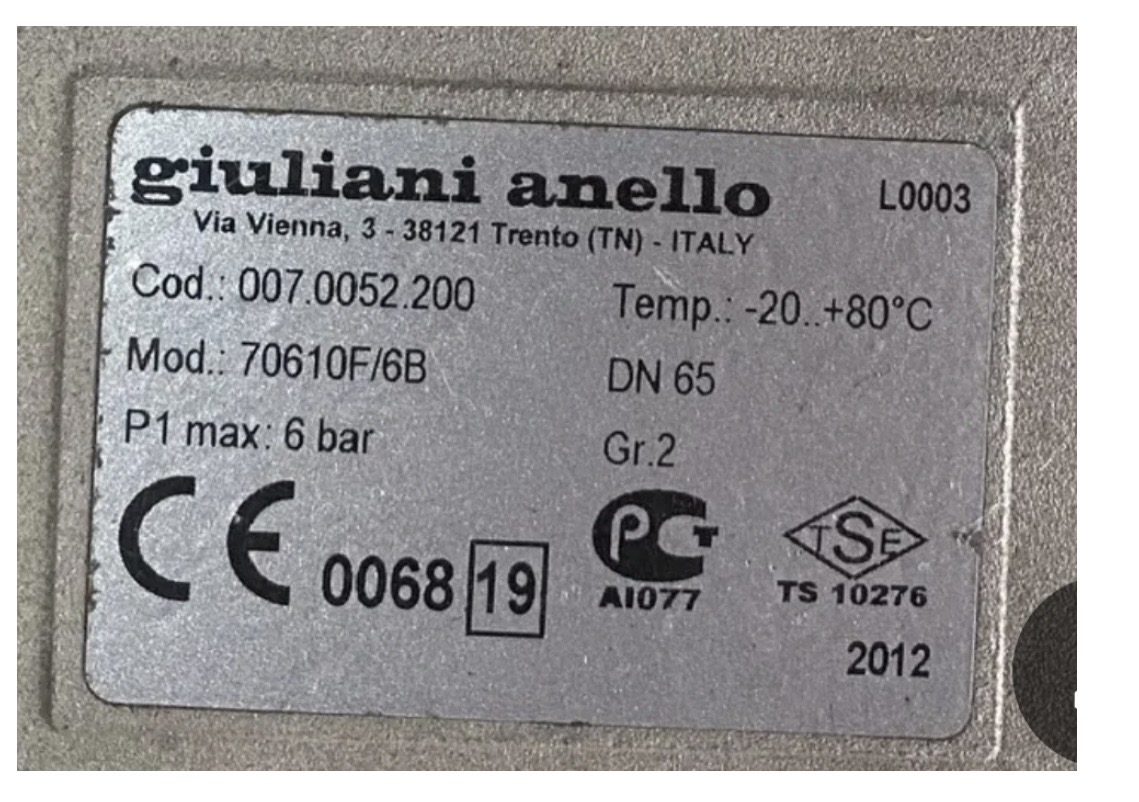 giuliani anello L0003
Via Vienna, 3 - 38121 Trento (TN) - ITALY
Cod.: 007.0052.200 Temp.: -20..+80°C
Mod.: 70610F/6B DN 65
P1 max: 6 bar Gr.2
CE 0068 19 PCT TSE
AI077 TS 10276
2012